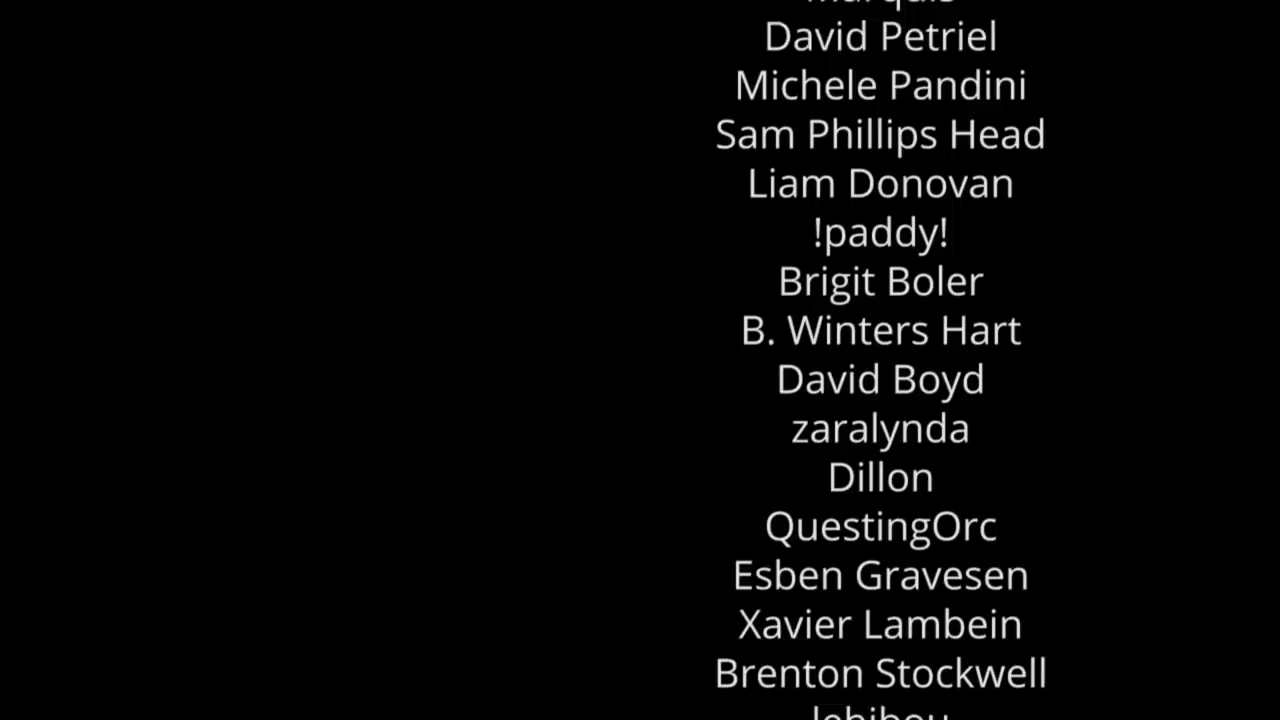 David Petriel
Michele Pandini
Sam Phillips Head
Liam Donovan
!paddy!
Brigit Boler
B. Winters Hart
David Boyd
zaralynda
Dillon
QuestingOrc
Esben Gravesen
Xavier Lambein
Brenton Stockwell